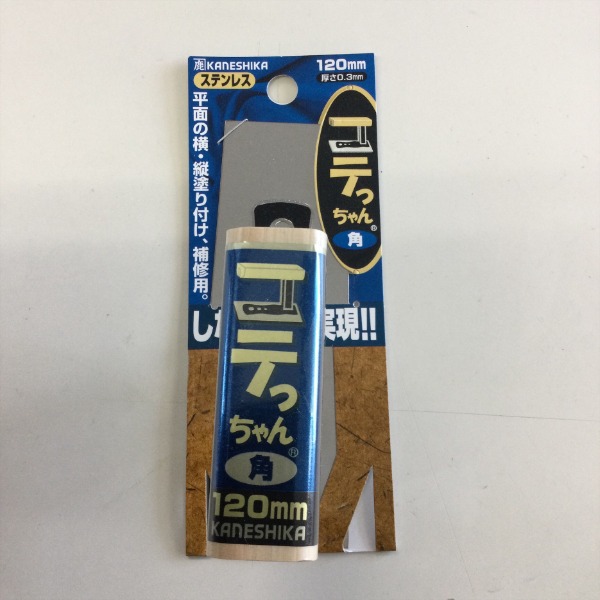 KANESHIKA
ステンレス
120mm
厚さ0.3mm
平面の横・縦塗り付け、補修用。
コテっちゃん®
角
し
実現!!
コテっ
ちゃん®
角
120mm
KANESHIKA